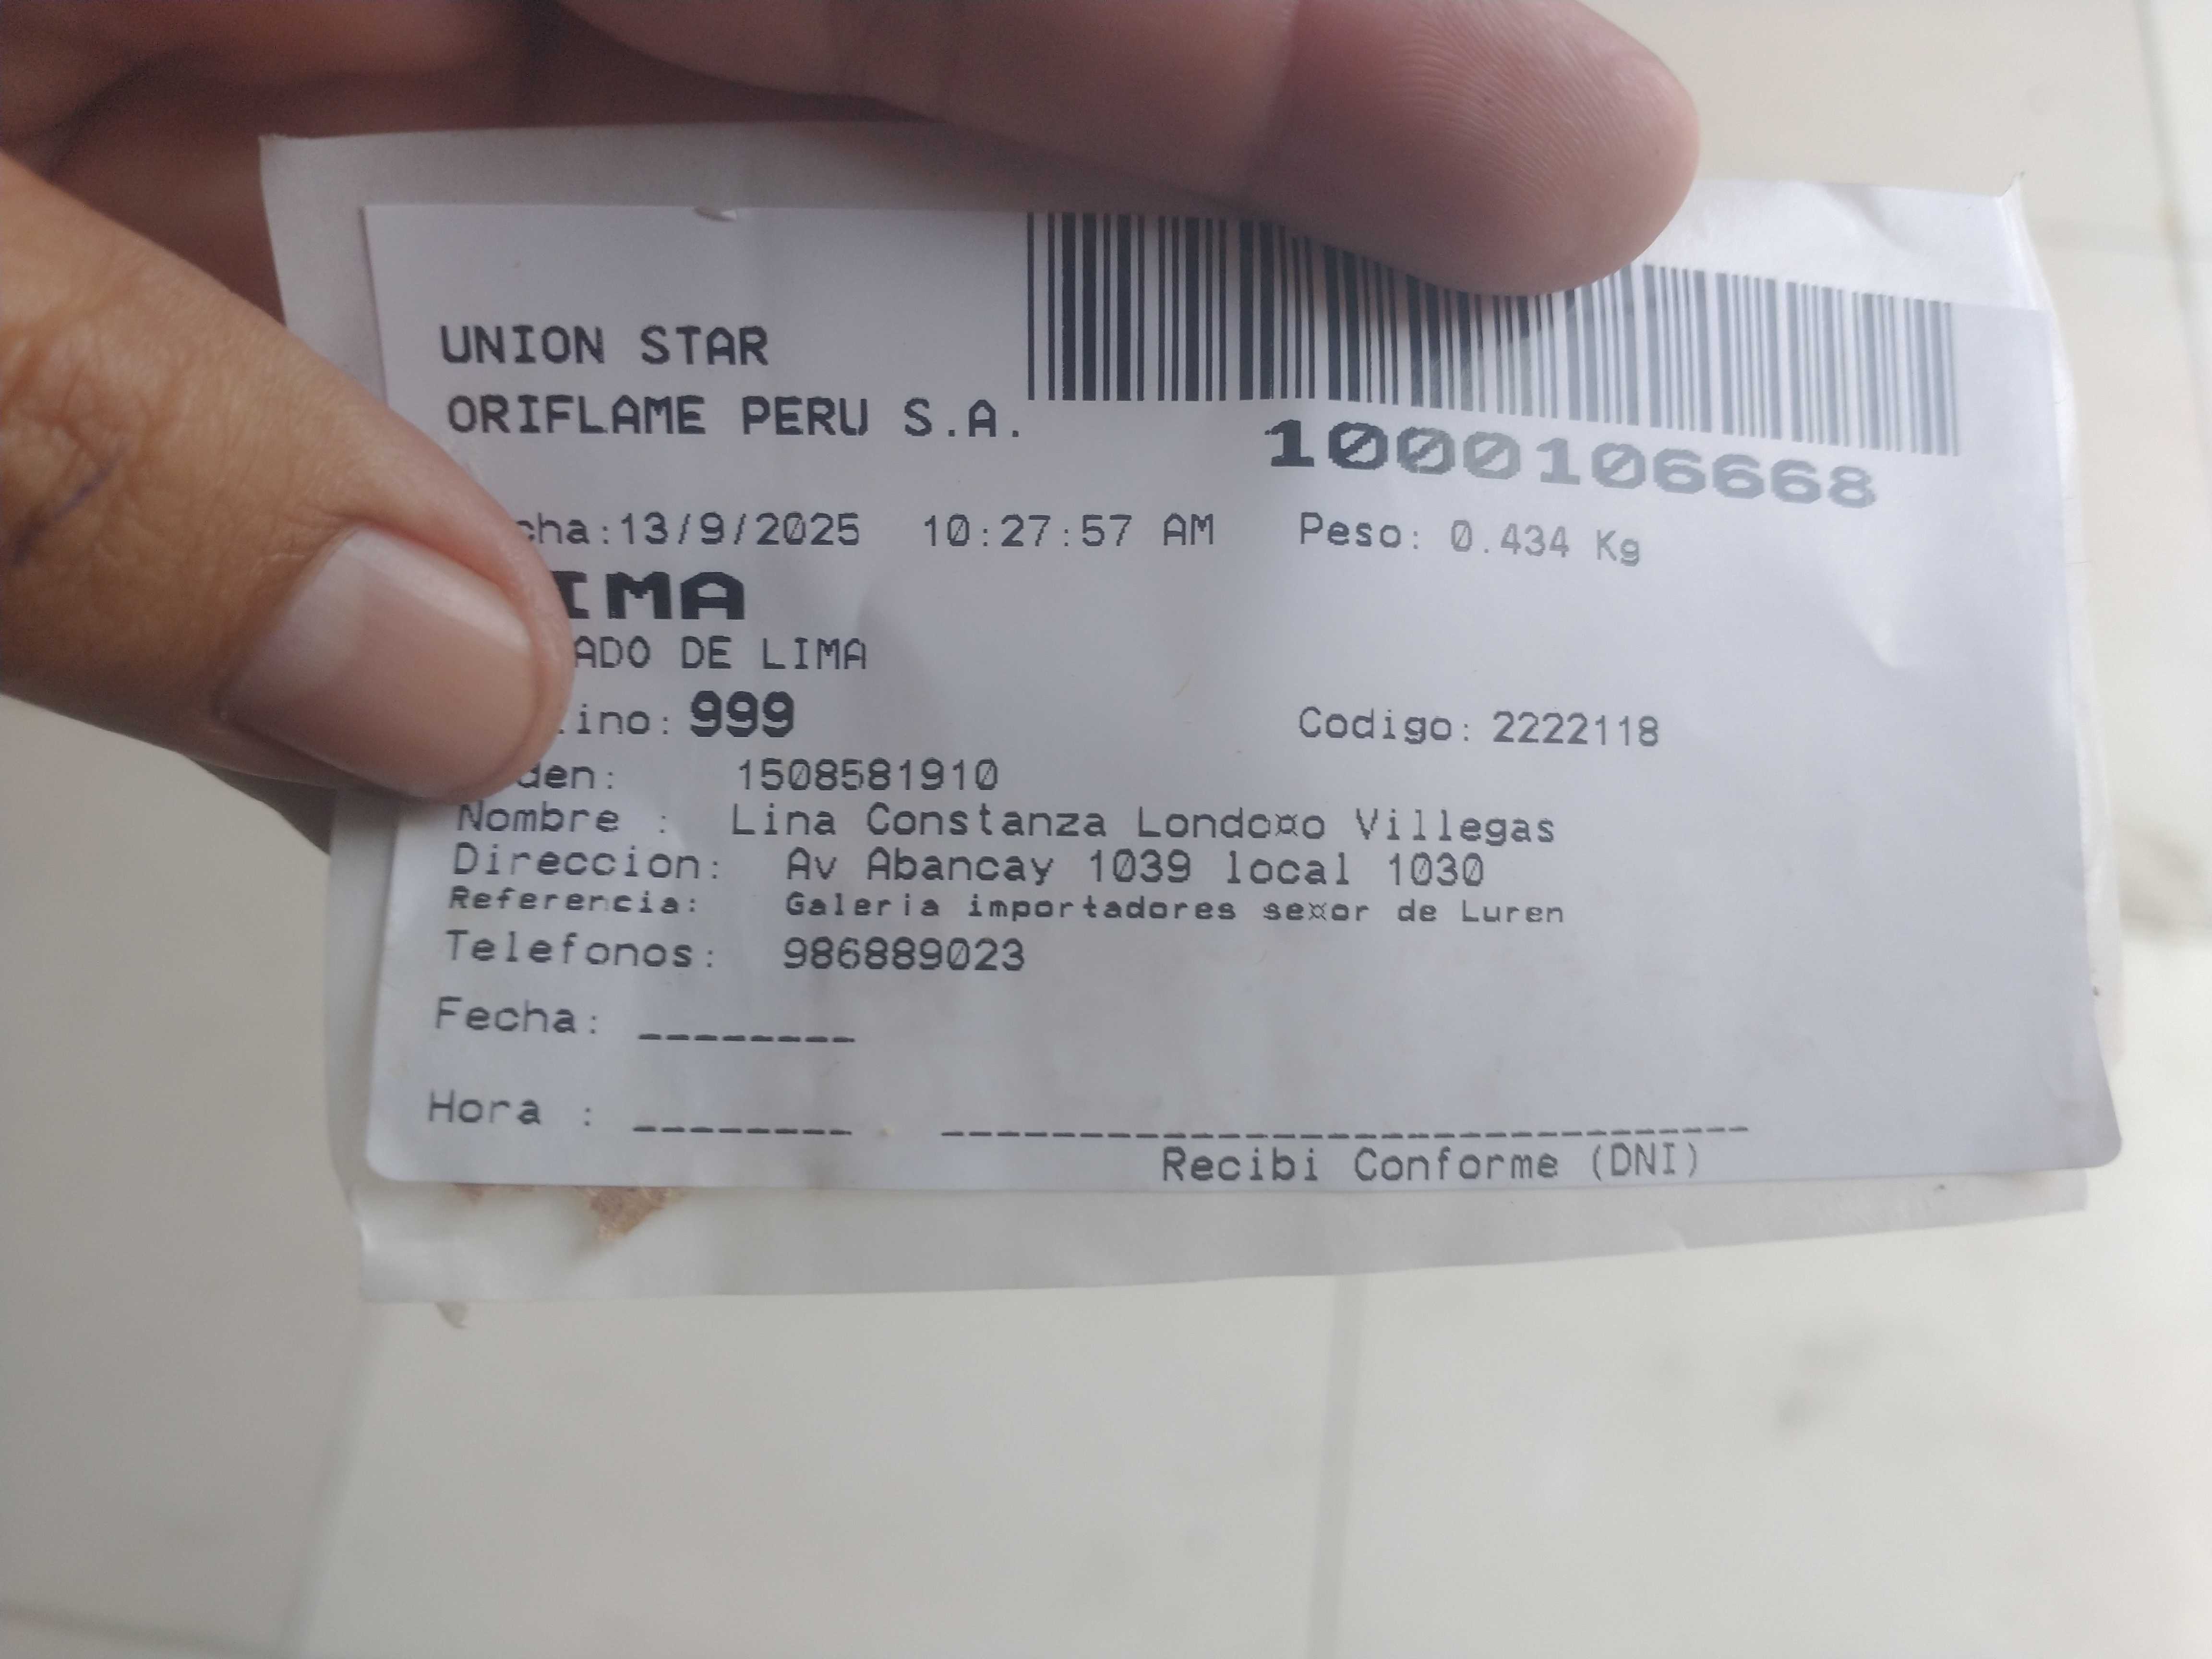 UNION STAR
ORIFLAME PERU S.A.
1000106668
cha:13/9/2025 10:27:57 AM Peso: 0.434 Kg
IMA
ADO DE LIMA
ino: 999 Codigo: 2222118
den: 1508581910
Nombre : Lina Constanza Londo¤o Villegas
Direccion: Av Abancay 1039 local 1030
Referencia: Galeria importadores se¤or de Luren
Telefonos: 986889023
Fecha: ________
Hora : ________ ______________________________
Recibi Conforme (DNI)